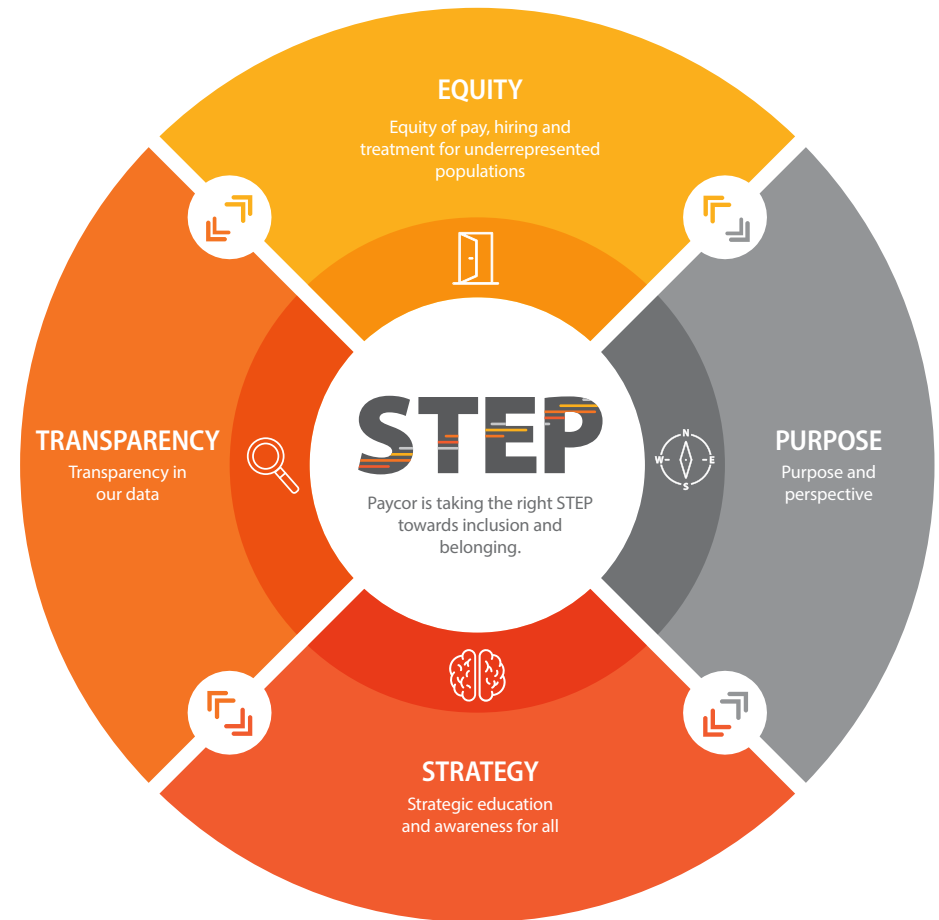 EQUITY
Equity of pay, hiring and
treatment for underrepresented
populations
TRANSPARENCY
Transparency in
our data
STEP
Paycor is taking the right STEP
towards inclusion and
belonging.
N
W
E
S
PURPOSE
Purpose and
perspective
STRATEGY
Strategic education
and awareness for all